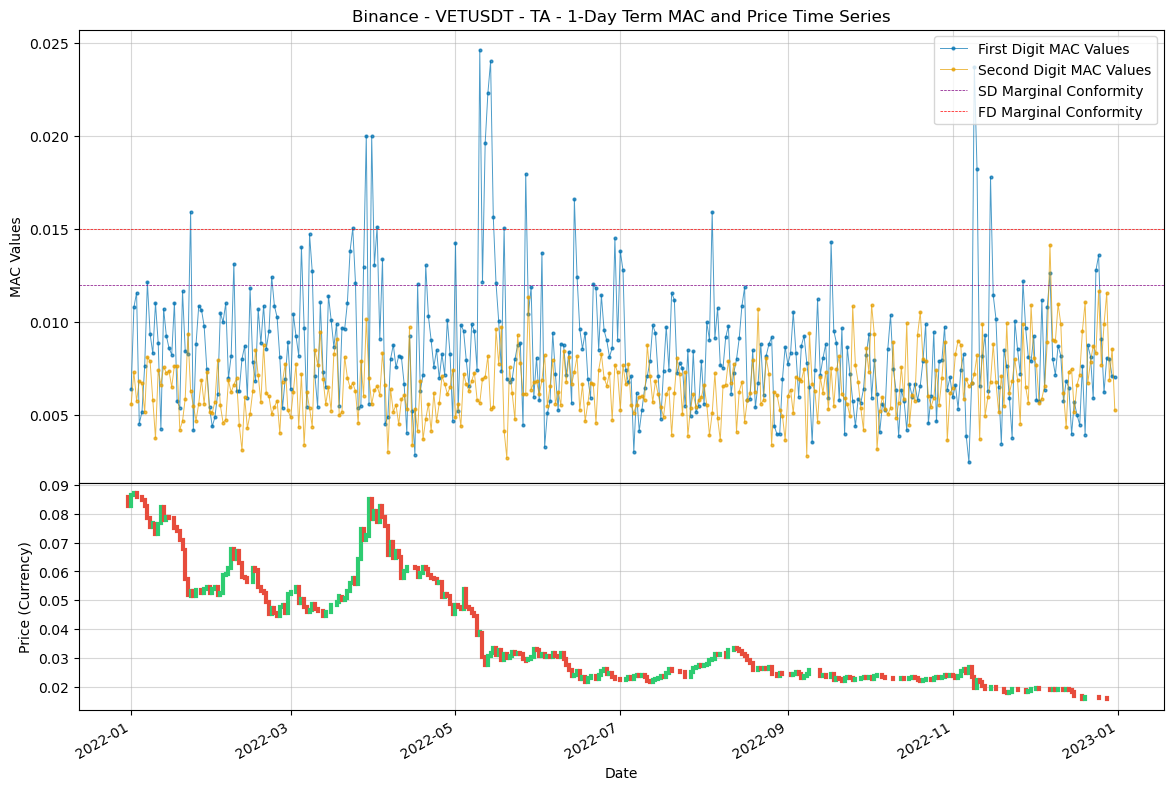 Binance - VETUSDT - TA - 1-Day Term MAC and Price Time Series
First Digit MAC Values
Second Digit MAC Values
SD Marginal Conformity
FD Marginal Conformity
0.025
0.020
0.015
0.010
0.005
MAC Values
0.09
0.08
0.07
0.06
0.05
0.04
0.03
0.02
Price (Currency)
2022-01
2022-03
2022-05
2022-07
2022-09
2022-11
2023-01
Date